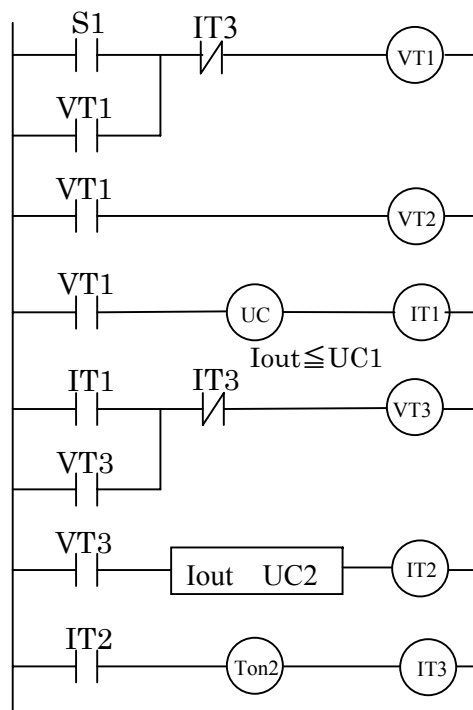 S1 IT3 VT1
VT1
VT1 VT2
VT1 UC IT1
Iout≦UC1
IT1 IT3 VT3
VT3
VT3 Iout UC2 IT2
IT2 Ton2 IT3